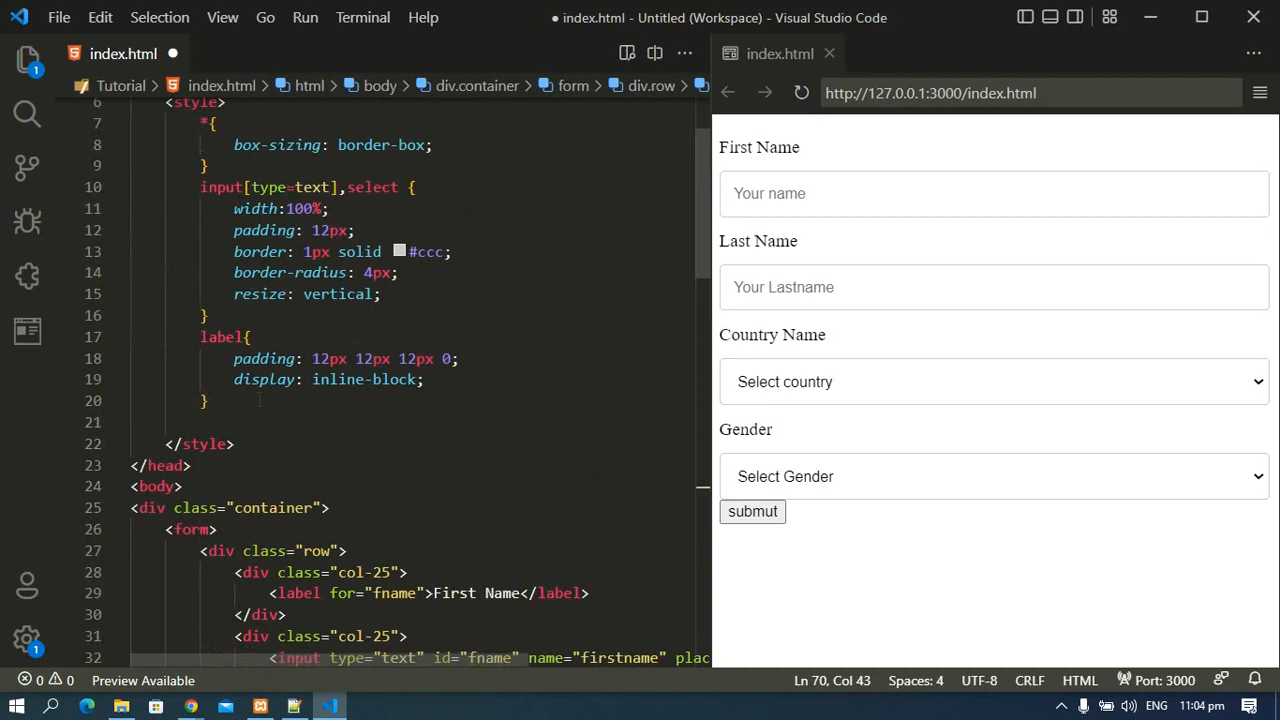 File Edit Selection View Go Run Terminal Help
● index.html - Untitled (Workspace) - Visual Studio Code
index.html ●
index.html
Tutorial > index.html > html > body > div.container > form > div.row >
http://127.0.0.1:3000/index.html
6 <style>
7 *{
8 box-sizing: border-box;
9 }
10 input[type=text],select {
11 width:100%;
12 padding: 12px;
13 border: 1px solid #ccc;
14 border-radius: 4px;
15 resize: vertical;
16 }
17 label{
18 padding: 12px 12px 12px 0;
19 display: inline-block;
20 }
21
22 </style>
23 </head>
24 <body>
25 <div class="container">
26 <form>
27 <div class="row">
28 <div class="col-25">
29 <label for="fname">First Name</label>
30 </div>
31 <div class="col-25">
32 <input type="text" id="fname" name="firstname" plac
First Name
Your name
Last Name
Your Lastname
Country Name
Select country
Gender
Select Gender
submut
1
1
0 0 Preview Available
Ln 70, Col 43 Spaces: 4 UTF-8 CRLF HTML Port: 3000
ENG 11:04 pm